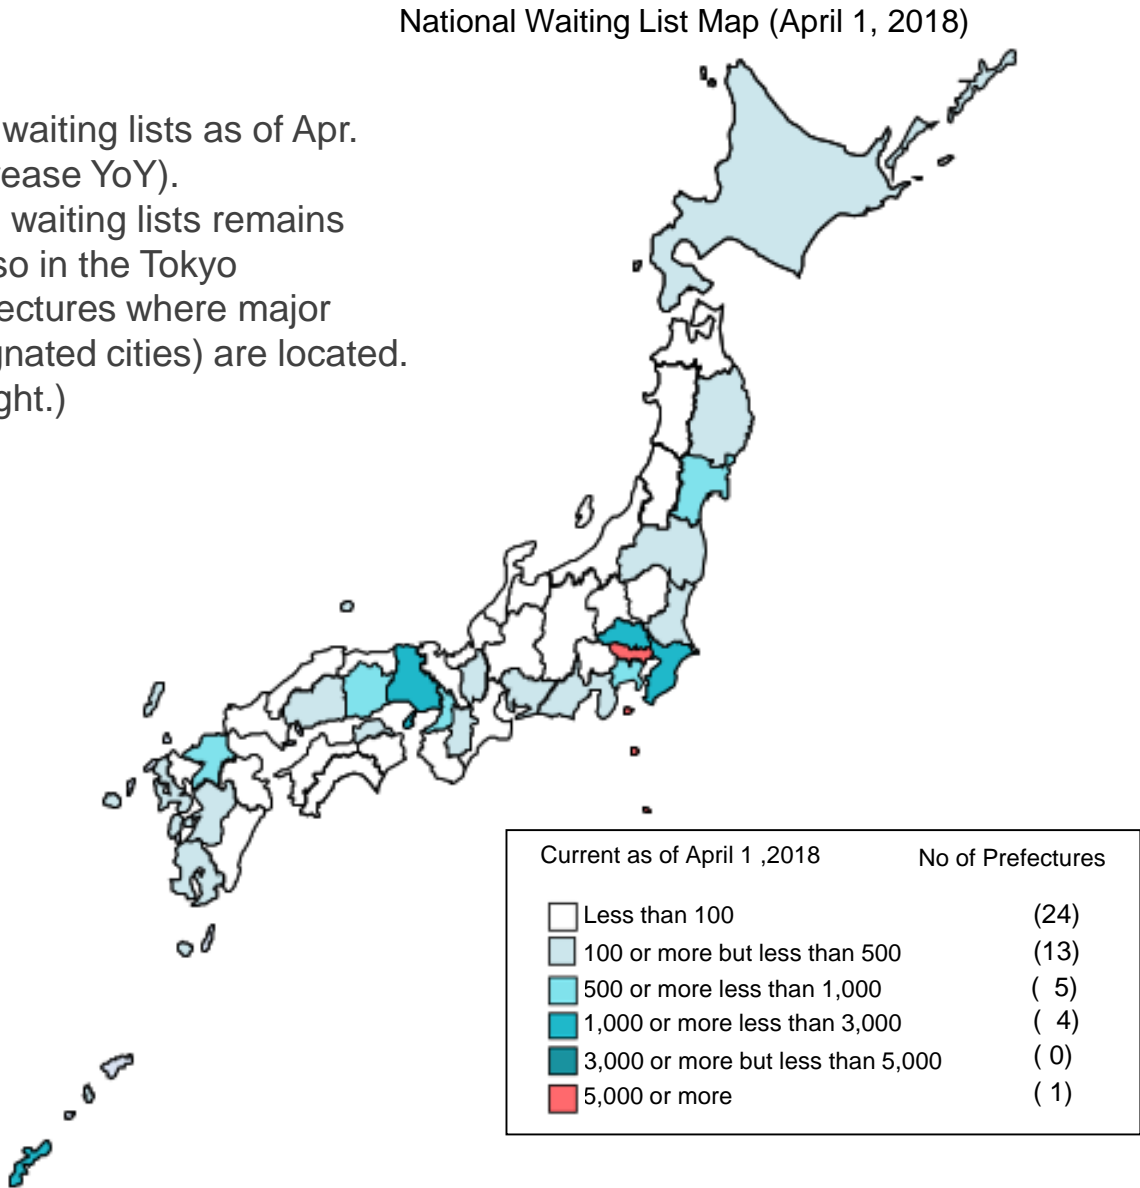 National Waiting List Map (April 1, 2018)
waiting lists as of Apr.
ease YoY).
waiting lists remains
so in the Tokyo
ectures where major
gnated cities) are located.
ght.)
Current as of April 1 ,2018 No of Prefectures
Less than 100 (24)
100 or more but less than 500 (13)
500 or more less than 1,000 ( 5)
1,000 or more less than 3,000 ( 4)
3,000 or more but less than 5,000 ( 0)
5,000 or more ( 1)